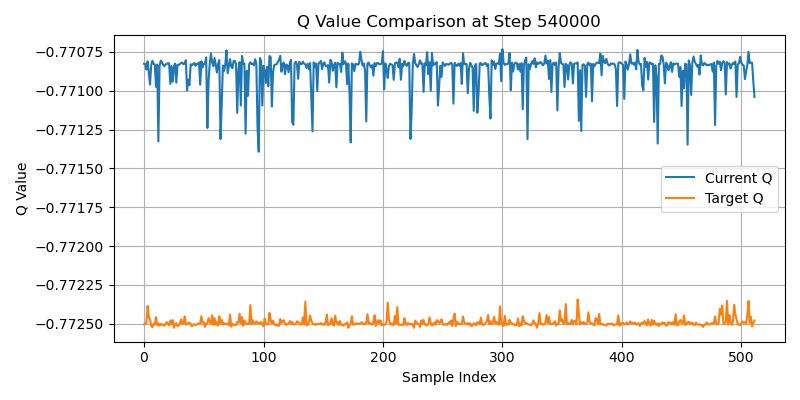 Q Value Comparison at Step 540000
Q Value
−0.77075
−0.77100
−0.77125
−0.77150
−0.77175
−0.77200
−0.77225
−0.77250
Current Q
Target Q
0 100 200 300 400 500
Sample Index